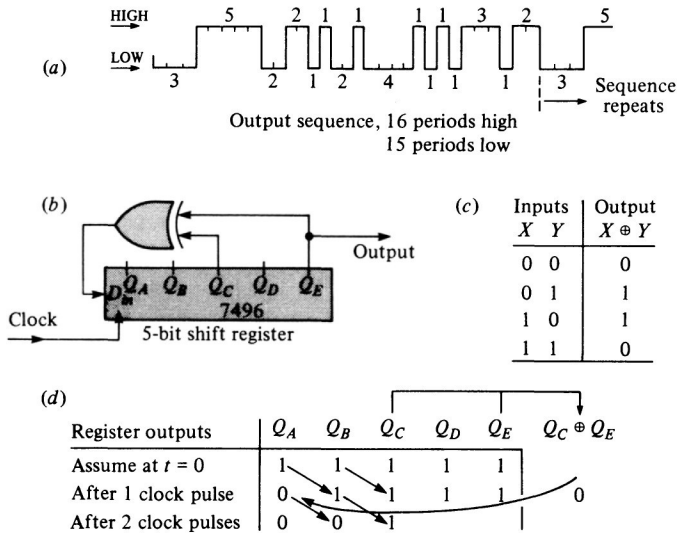 HIGH
5 2 1 1 1 1 3 2 5
LOW
(a)
3 2 1 2 4 1 1 1 3
Sequence
repeats
Output sequence, 16 periods high
15 periods low
(b)
Output
Q_A Q_B Q_C Q_D Q_E
D_in
7496
Clock
5-bit shift register
(c)
Inputs Output
X Y X ⊕ Y
0 0 0
0 1 1
1 0 1
1 1 0
(d)
Register outputs Q_A Q_B Q_C Q_D Q_E Q_C ⊕ Q_E
Assume at t = 0 1 1 1 1 1
After 1 clock pulse 0 1 1 1 1 0
After 2 clock pulses 0 0 1